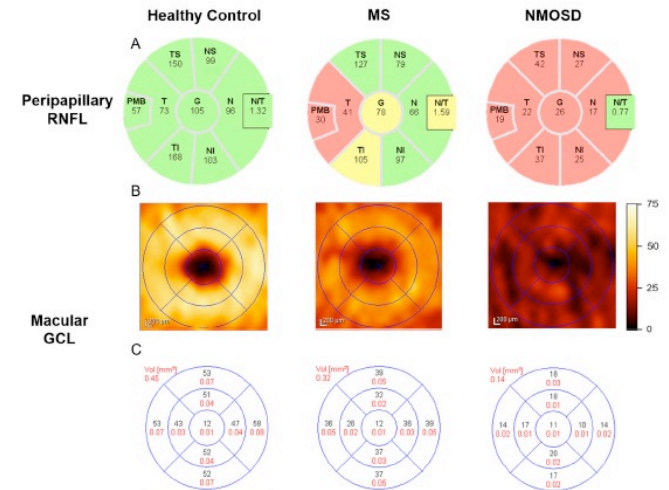 Healthy Control MS NMOSD
A
Peripapillary
RNFL
TS 150 NS 99
PMB 57 T 73 G 105 N 96 N/T 1.32
TI 168 NI 103
TS 127 NS 79
PMB 30 T 41 G 78 N 66 N/T 1.59
TI 105 NI 97
TS 42 NS 27
PMB 19 T 22 G 26 N 17 N/T 0.77
TI 37 NI 25
B
200 µm
200 µm
75
50
25
0
Macular
GCL
C
Vol [mm³]
0.46
53
0.07
51
0.04
53 43 12 47 58
0.07 0.03 0.01 0.04 0.08
52
0.04
52
0.07
Vol [mm³]
0.32
39
0.05
32
0.02
36 26 12 36 39
0.05 0.02 0.01 0.03 0.05
37
0.03
37
0.05
Vol [mm³]
0.14
18
0.03
18
0.01
14 17 11 10 14
0.02 0.01 0.01 0.01 0.02
20
0.02
17
0.02